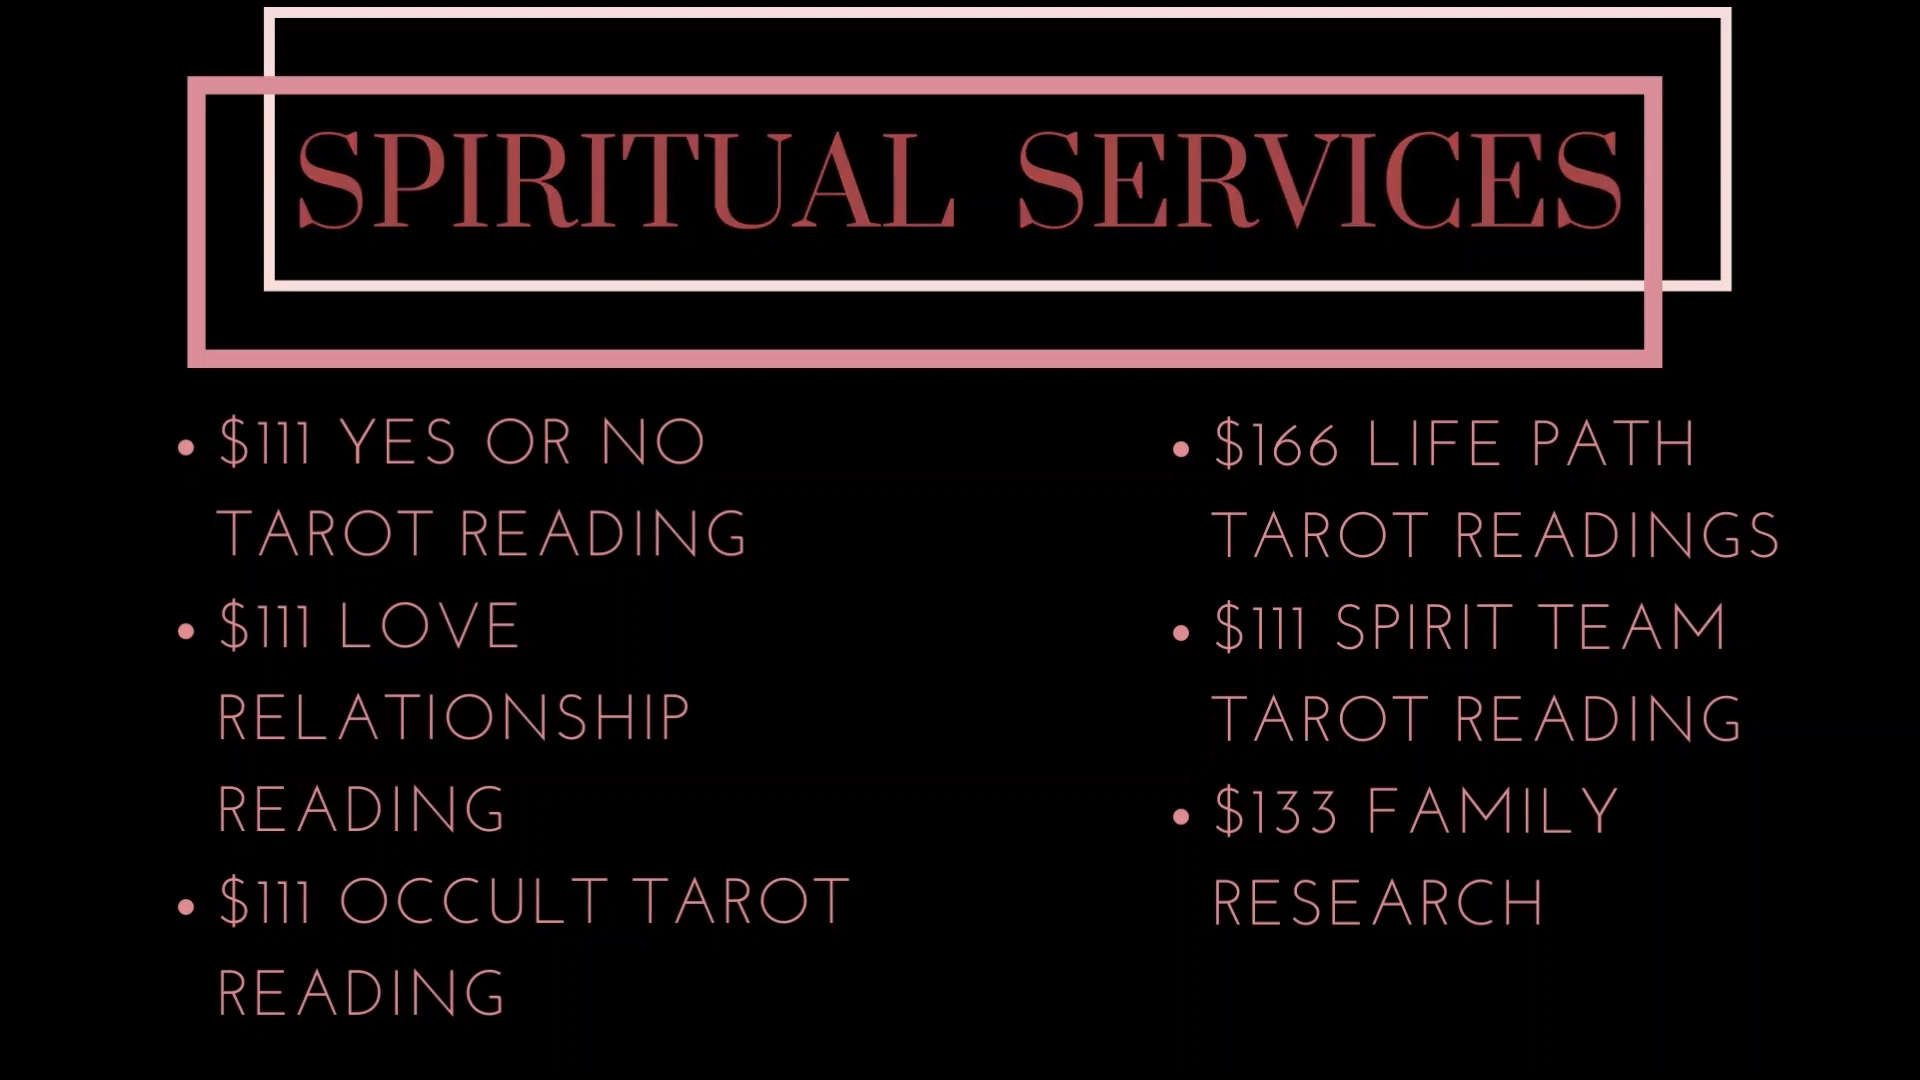 SPIRITUAL SERVICES
• $111 YES OR NO
TAROT READING
• $111 LOVE
RELATIONSHIP
READING
• $111 OCCULT TAROT
READING
• $166 LIFE PATH
TAROT READINGS
• $111 SPIRIT TEAM
TAROT READING
• $133 FAMILY
RESEARCH